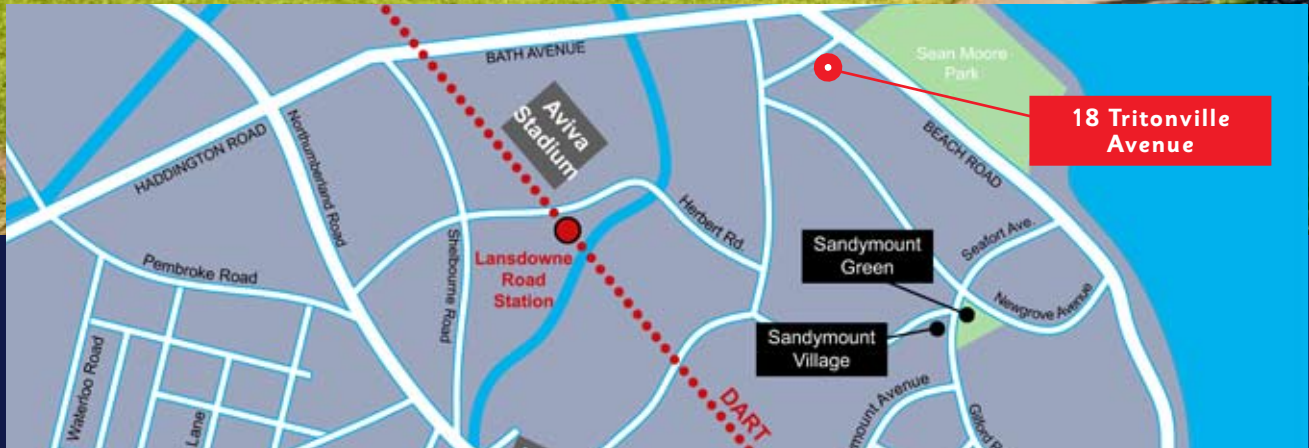 BATH AVENUE
Sean Moore
Park
18 Tritonville
Avenue
Aviva
Stadium
BEACH ROAD
HADDINGTON ROAD
Northumberland Road
Herbert Rd.
Seafort Ave.
Sandymount
Green
Pembroke Road
Shelbourne Road
Lansdowne
Road
Station
Newgrove Avenue
Sandymount
Village
Waterloo Road
Lane
DART
mount Avenue
Gilford R